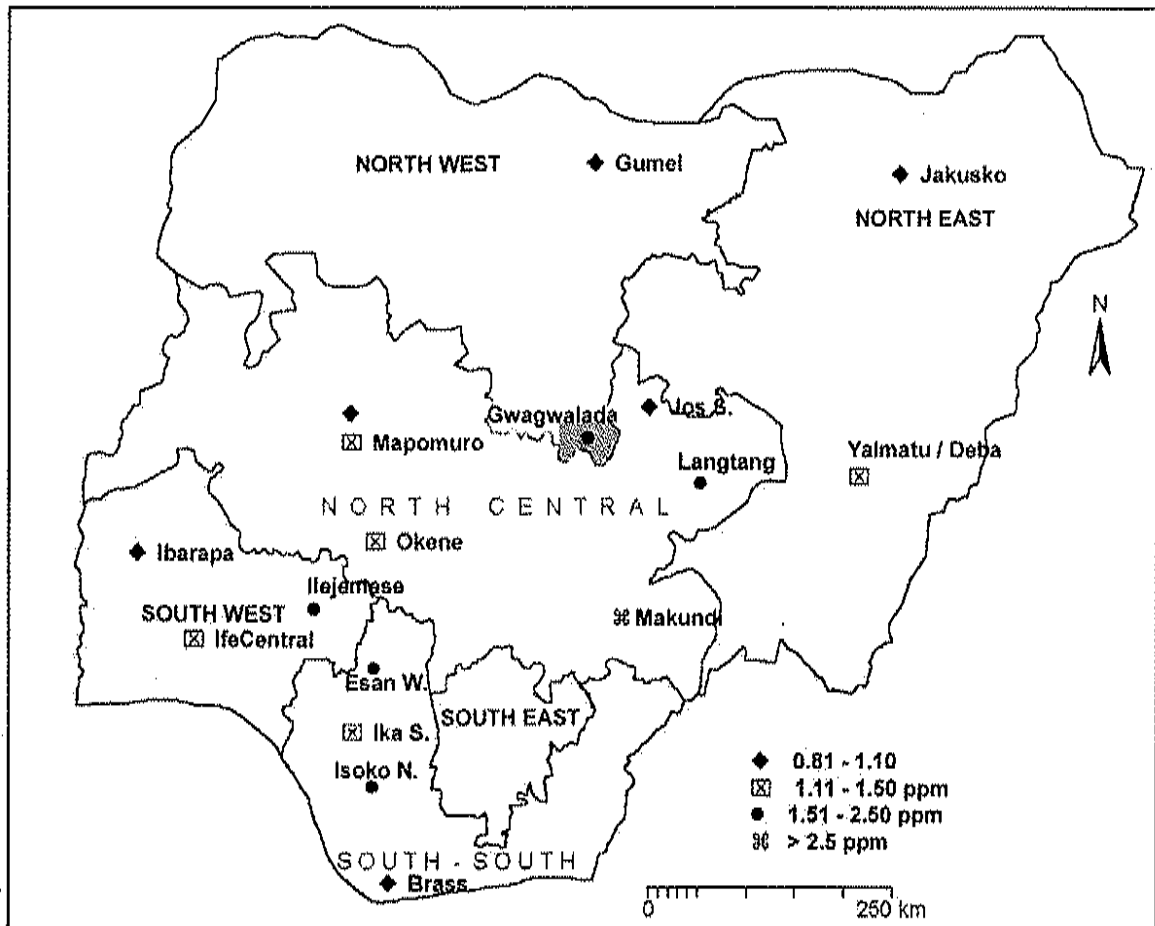 NORTH WEST
Gumel
Jakusko
NORTH EAST
N
Gwagwalada
Jos S.
Mapomuro
Langtang
Yalmatu / Deba
NORTH CENTRAL
Okene
Ibarapa
Ilejemese
SOUTH WEST
IfeCentral
Makundi
Esan W.
SOUTH EAST
Ika S.
Isoko N.
SOUTH - SOUTH
Brass
0.81 - 1.10
1.11 - 1.50 ppm
1.51 - 2.50 ppm
> 2.5 ppm
0 250 km